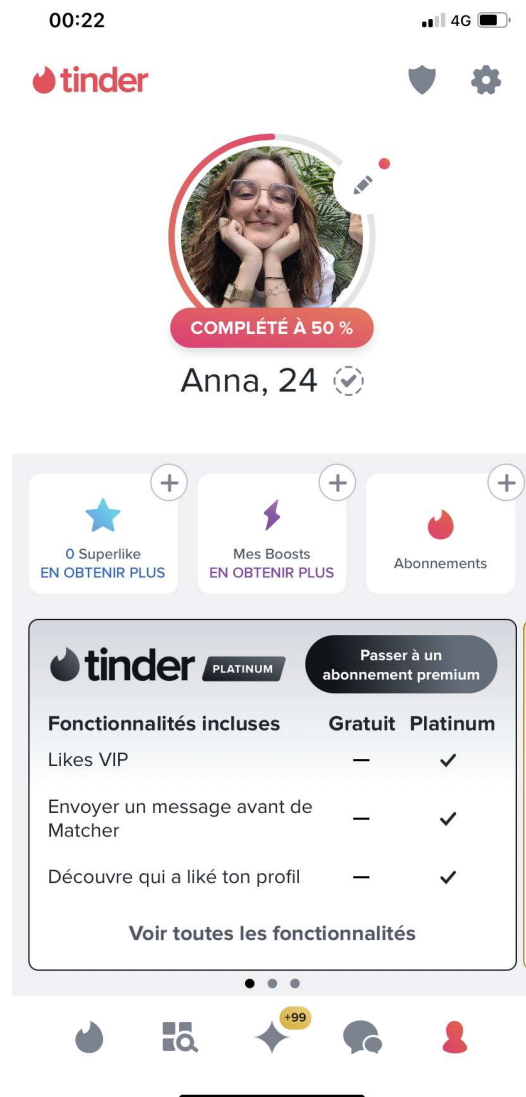 00:22
4G
tinder
COMPLÉTÉ À 50 %
Anna, 24
0 Superlike
EN OBTENIR PLUS
Mes Boosts
EN OBTENIR PLUS
Abonnements
tinder PLATINUM
Passer à un
abonnement premium
Fonctionnalités incluses Gratuit Platinum
Likes VIP
Envoyer un message avant de
Matcher
Découvre qui a liké ton profil
Voir toutes les fonctionnalités
+99